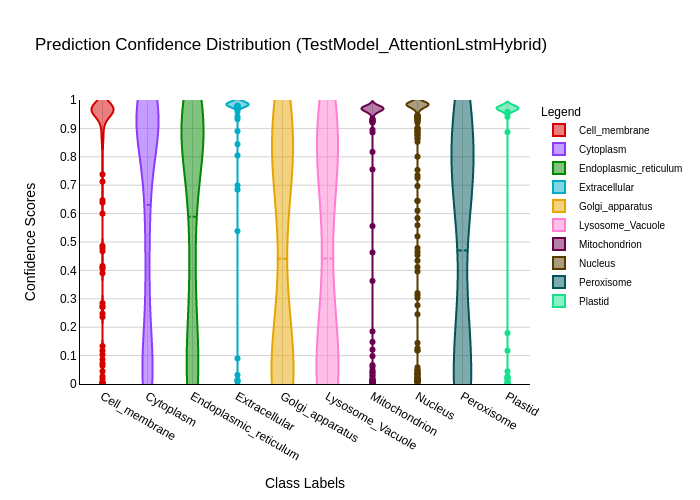 Prediction Confidence Distribution (TestModel_AttentionLstmHybrid)
Confidence Scores
1
0.9
0.8
0.7
0.6
0.5
0.4
0.3
0.2
0.1
0
Cell_membrane
Cytoplasm
Endoplasmic_reticulum
Extracellular
Golgi_apparatus
Lysosome_Vacuole
Mitochondrion
Nucleus
Peroxisome
Plastid
Class Labels
Legend
Cell_membrane
Cytoplasm
Endoplasmic_reticulum
Extracellular
Golgi_apparatus
Lysosome_Vacuole
Mitochondrion
Nucleus
Peroxisome
Plastid